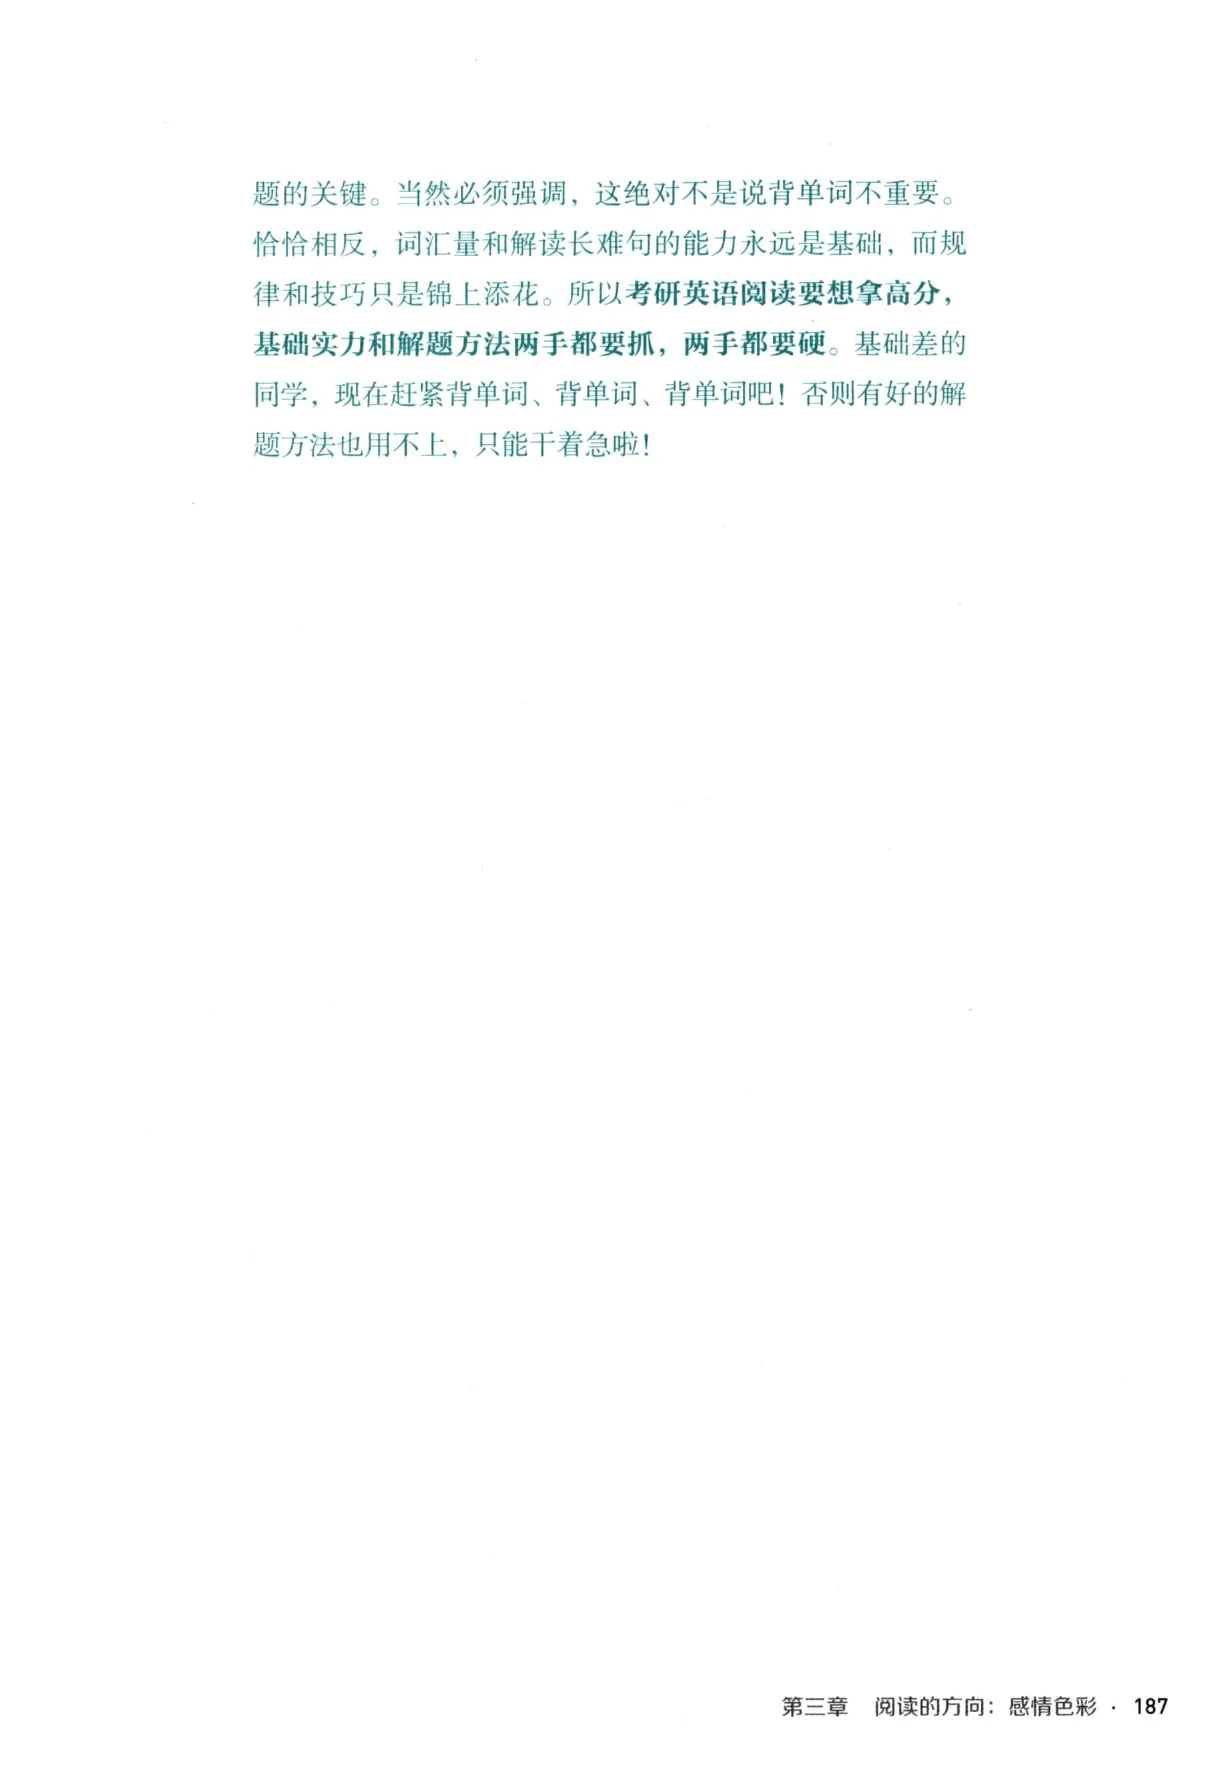 题的关键。当然必须强调，这绝对不是说背单词不重要。
恰恰相反，词汇量和解读长难句的能力永远是基础，而规
律和技巧只是锦上添花。所以考研英语阅读要想拿高分，
基础实力和解题方法两手都要抓，两手都要硬。基础差的
同学，现在赶紧背单词、背单词、背单词吧！否则有好的解
题方法也用不上，只能干着急啦！
第三章 阅读的方向：感情色彩 · 187